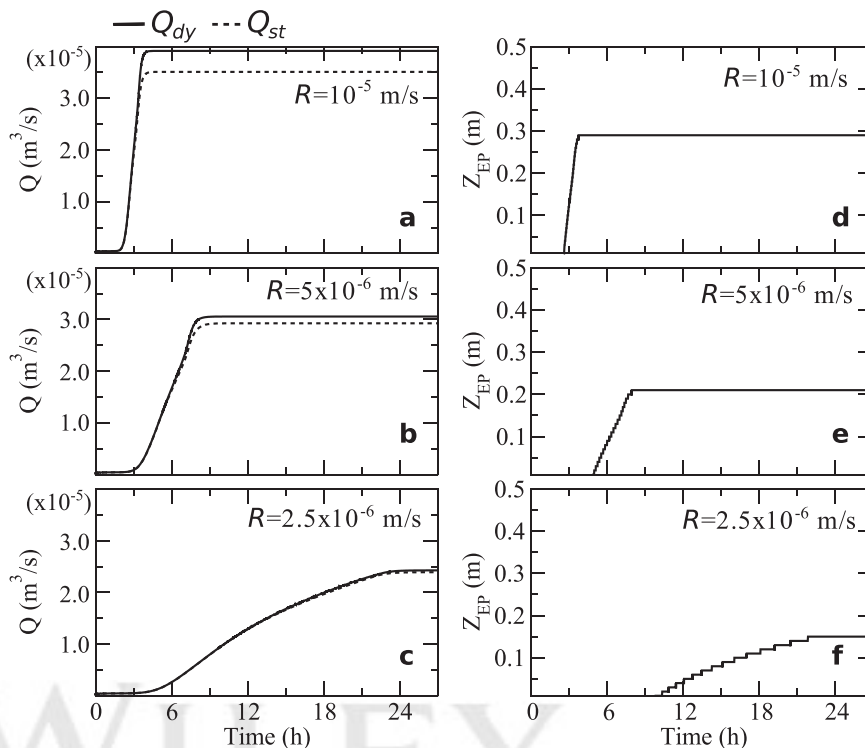 Q_dy Q_st
(x10^-5)
3.0
2.0
1.0
Q (m^3/s)
R=10^-5 m/s
a
0.5
0.4
0.3
0.2
0.1
Z_EP (m)
R=10^-5 m/s
d
(x10^-5)
3.0
2.0
1.0
Q (m^3/s)
R=5x10^-6 m/s
b
0.5
0.4
0.3
0.2
0.1
Z_EP (m)
R=5x10^-6 m/s
e
(x10^-5)
3.0
2.0
1.0
Q (m^3/s)
R=2.5x10^-6 m/s
c
0 6 12 18 24
Time (h)
0.5
0.4
0.3
0.2
0.1
Z_EP (m)
R=2.5x10^-6 m/s
f
0 6 12 18 24
Time (h)
WILEY